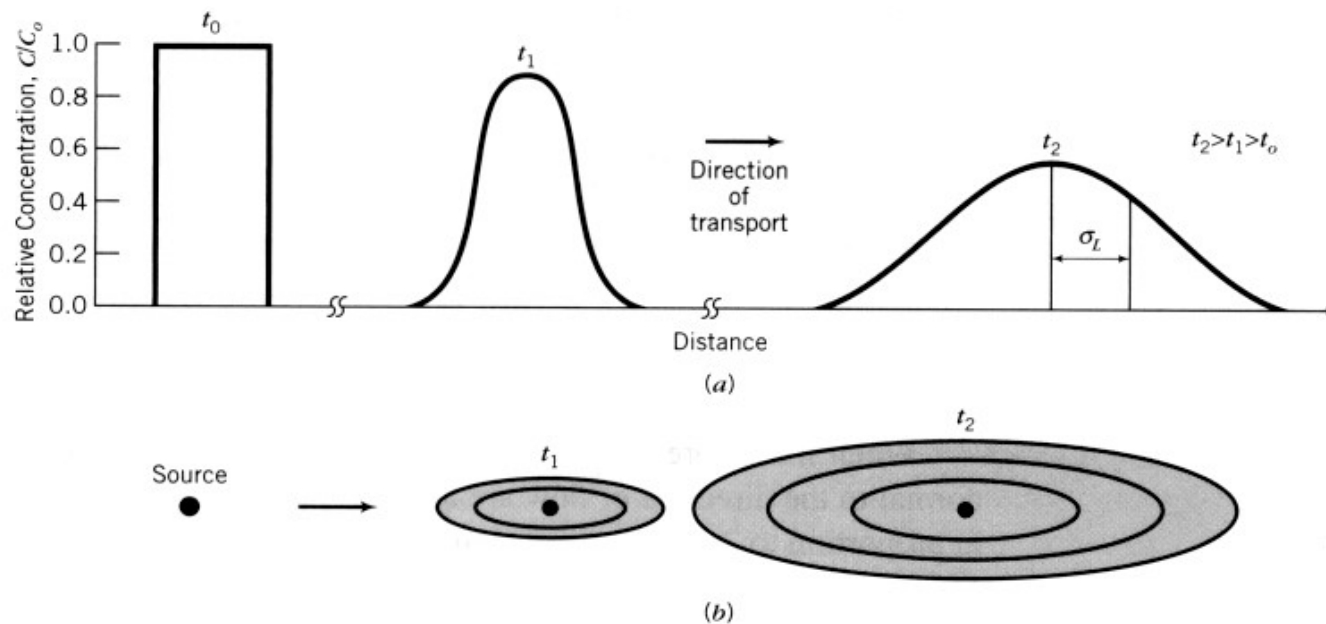 t₀
Relative Concentration, C/Cₒ
1.0
0.8
0.6
0.4
0.2
0.0
t₁
Direction
of
transport
t₂
t₂>t₁>tₒ
σ_L
Distance
(a)
Source
t₁
t₂
(b)